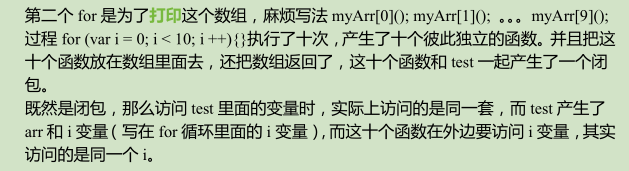 第二个 for 是为了打印这个数组，麻烦写法 myArr[0](); myArr[1](); 。。。 myArr[9]();
过程 for (var i = 0; i < 10; i ++){}执行了十次，产生了十个彼此独立的函数。并且把这
十个函数放在数组里面去，还把数组返回了，这十个函数和 test 一起产生了一个闭
包。
既然是闭包，那么访问 test 里面的变量时，实际上访问的是同一套，而 test 产生了
arr 和 i 变量（写在 for 循环里面的 i 变量），而这十个函数在外边要访问 i 变量，其实
访问的是同一个 i。